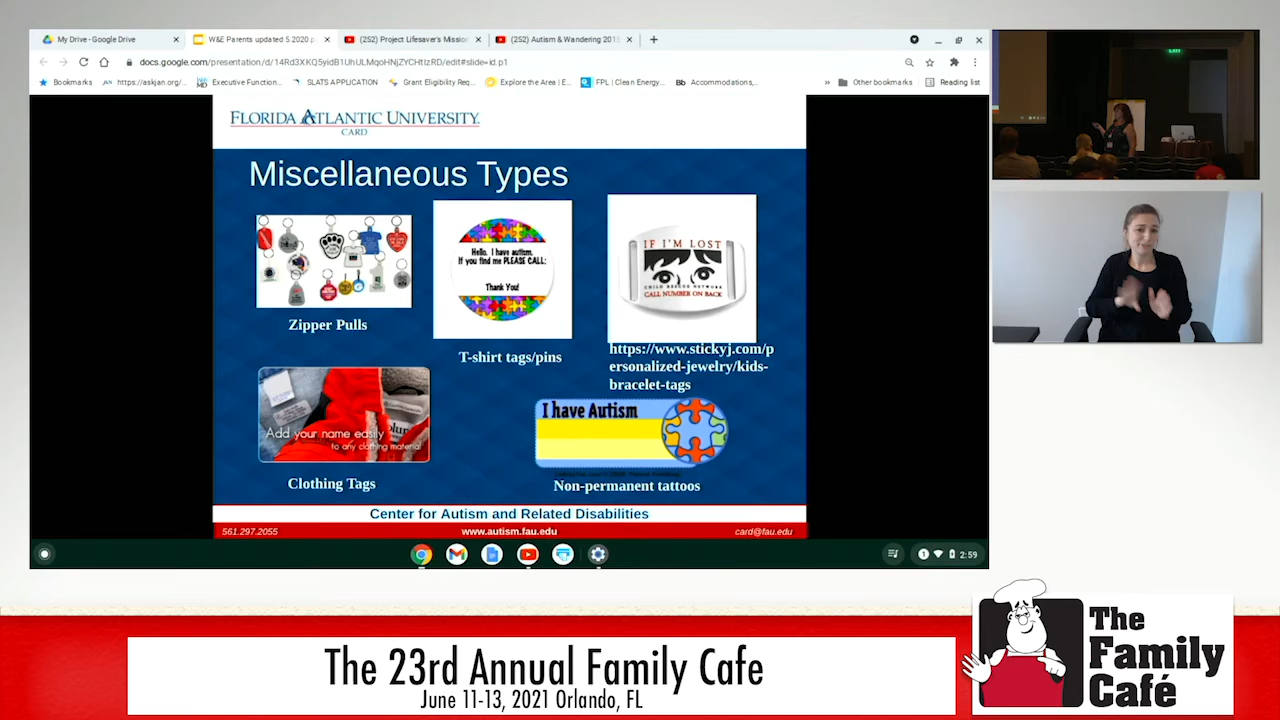 My Drive - Google Drive
W&E Parents updated 5.2020.p
(252) Project Lifesaver's Mission
(252) Autism & Wandering 201
docs.google.com/presentation/d/14Rd3XKQ5yidB1UhULMqoHNjZYCHtIzRD/edit#slide=id.p1
Bookmarks
https://askjan.org/...
Executive Function...
SLATS APPLICATION
Grant Eligibility Req...
Explore the Area | E...
FPL | Clean Energy...
Bb Accommodations,...
Other bookmarks
Reading list
FLORIDA ATLANTIC UNIVERSITY.
CARD
Miscellaneous Types
Zipper Pulls
Hello. I have autism.
If you find me PLEASE CALL:
Thank You!
T-shirt tags/pins
IF I'M LOST
CHILD RESCUE NETWORK
CALL NUMBER ON BACK
https://www.stickyj.com/p
ersonalized-jewelry/kids-
bracelet-tags
Add your name easily
to any clothing material
Clothing Tags
I have Autism
Non-permanent tattoos
Center for Autism and Related Disabilities
561.297.2055
www.autism.fau.edu
card@fau.edu
2:59
The 23rd Annual Family Cafe
June 11-13, 2021 Orlando, FL
The
Family
Café